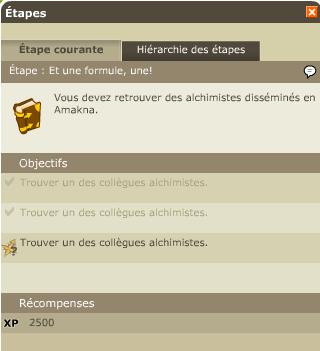 Étapes
Étape courante
Hiérarchie des étapes
Étape : Et une formule, une!
Vous devez retrouver des alchimistes disséminés en
Amakna.
Objectifs
Trouver un des collègues alchimistes.
Trouver un des collègues alchimistes.
Trouver un des collègues alchimistes.
Récompenses
XP 2500